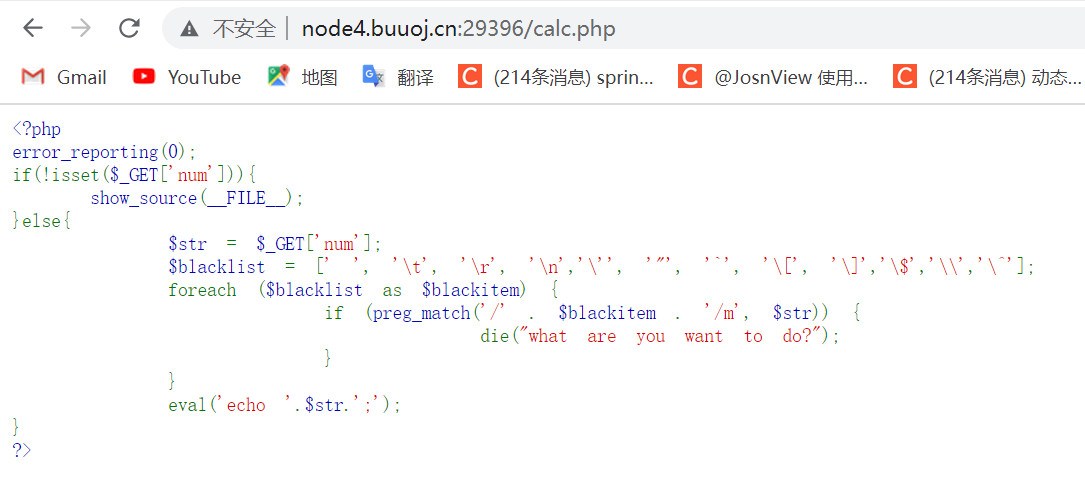 不安全 node4.buuoj.cn:29396/calc.php
Gmail YouTube 地图 翻译 (214条消息) sprin... @JosnView 使用... (214条消息) 动态...
<?php
error_reporting(0);
if(!isset($_GET['num'])){
show_source(__FILE__);
}else{
$str = $_GET['num'];
$blacklist = [' ', '\t', '\r', '\n','\'', '"', '`', '\[', '\]','\$','\\','\^'];
foreach ($blacklist as $blackitem) {
if (preg_match('/' . $blackitem . '/m', $str)) {
die("what are you want to do?");
}
}
eval('echo '.$str.';');
}
?>